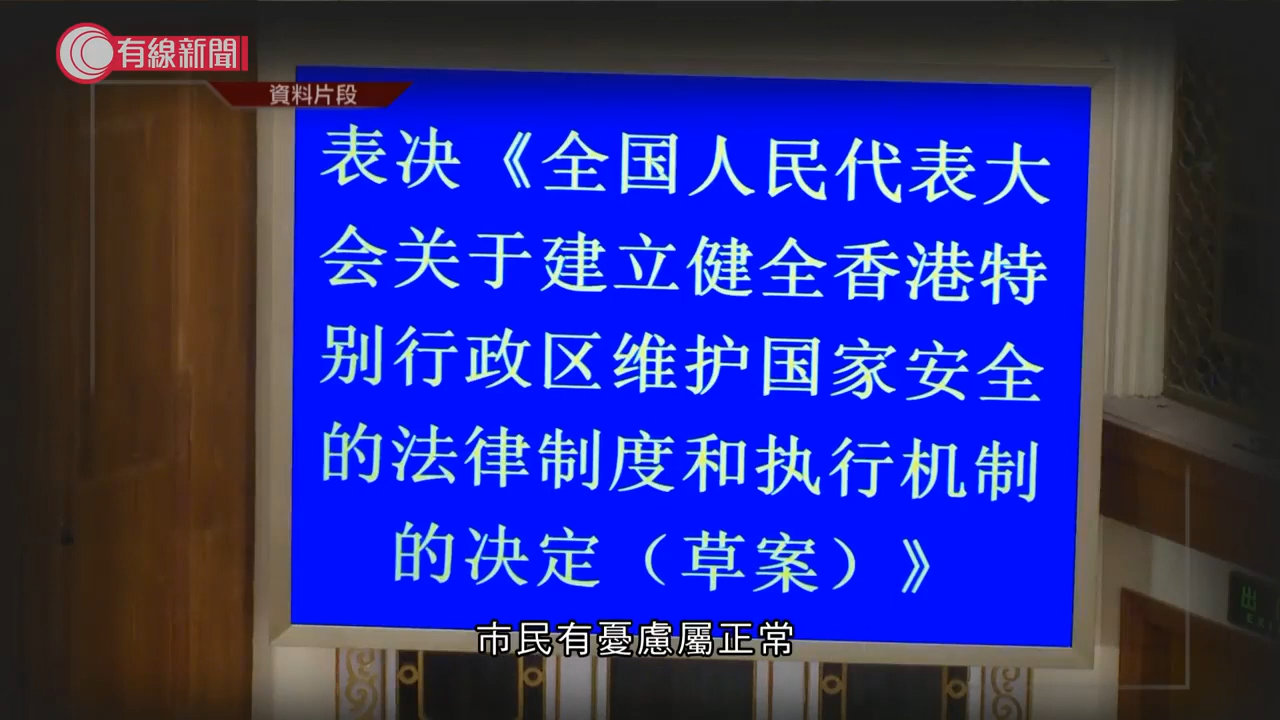 有線新聞
資料片段
表决《全国人民代表大
会关于建立健全香港特
别行政区维护国家安全
的法律制度和执行机制
的决定（草案）》
出
EXIT
市民有憂慮屬正常